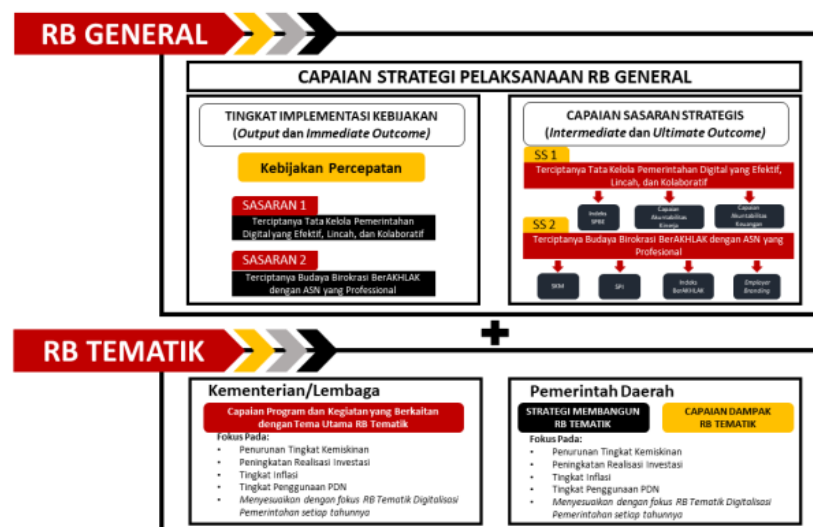 RB GENERAL
CAPAIAN STRATEGI PELAKSANAAN RB GENERAL
TINGKAT IMPLEMENTASI KEBIJAKAN
(Output dan Immediate Outcome)
Kebijakan Percepatan
SASARAN 1
Terciptanya Tata Kelola Pemerintahan
Digital yang Efektif, Lincah, dan Kolaboratif
SASARAN 2
Terciptanya Budaya Birokrasi BerAKHLAK
dengan ASN yang Professional
CAPAIAN SASARAN STRATEGIS
(Intermediate dan Ultimate Outcome)
SS 1
Terciptanya Tata Kelola Pemerintahan Digital yang Efektif,
Lincah, dan Kolaboratif
Indeks
SPBE
Capaian
Akuntabilitas
Kinerja
Capaian
Akuntabilitas
Keuangan
SS 2
Terciptanya Budaya Birokrasi BerAKHLAK dengan ASN yang
Profesional
SKM
SPI
Indeks
BerAKHLAK
Employer
Branding
+
RB TEMATIK
Kementerian/Lembaga
Capaian Program dan Kegiatan yang Berkaitan
dengan Tema Utama RB Tematik
Fokus Pada:
• Penurunan Tingkat Kemiskinan
• Peningkatan Realisasi Investasi
• Tingkat Inflasi
• Tingkat Penggunaan PDN
• Menyesuaikan dengan fokus RB Tematik Digitalisasi
Pemerintahan setiap tahunnya
Pemerintah Daerah
STRATEGI MEMBANGUN
RB TEMATIK
CAPAIAN DAMPAK
RB TEMATIK
Fokus Pada:
• Penurunan Tingkat Kemiskinan
• Peningkatan Realisasi Investasi
• Tingkat Inflasi
• Tingkat Penggunaan PDN
• Menyesuaikan dengan fokus RB Tematik Digitalisasi
Pemerintahan setiap tahunnya